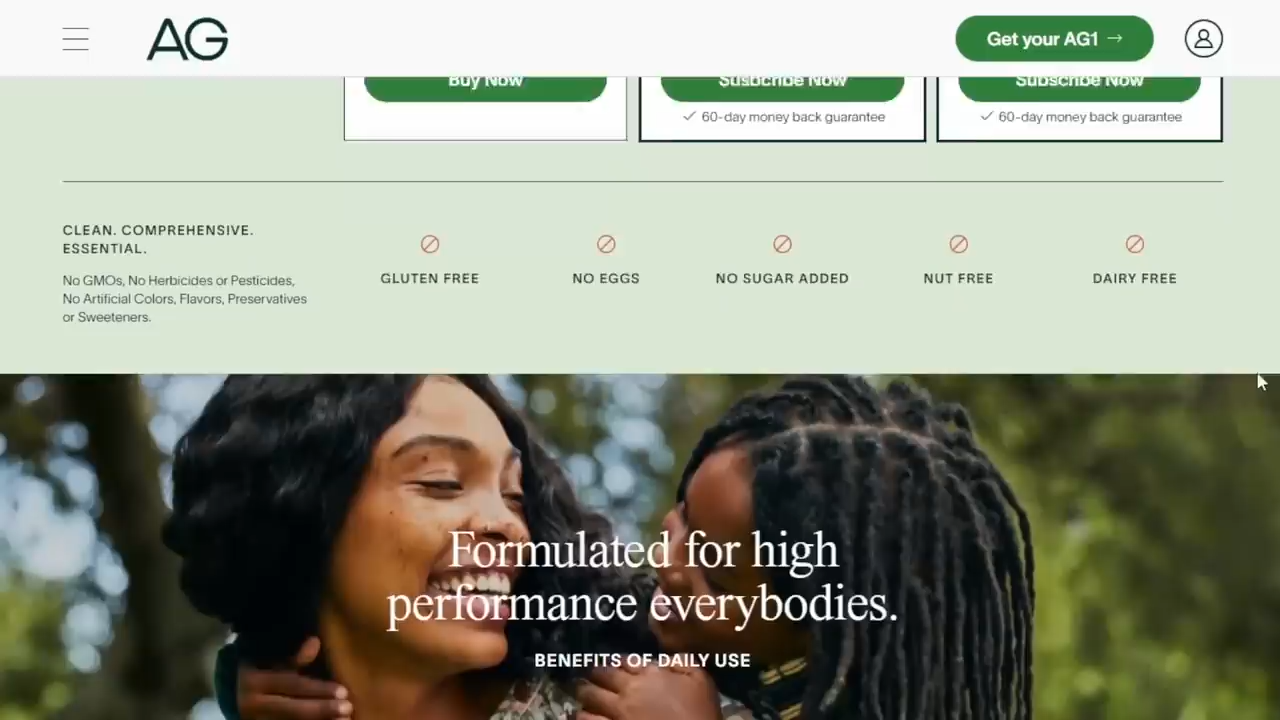 AG
Get your AG1 →
Buy Now
Susbcribe Now
Subscribe Now
60-day money back guarantee
60-day money back guarantee
CLEAN. COMPREHENSIVE.
ESSENTIAL.
No GMOs, No Herbicides or Pesticides,
No Artificial Colors, Flavors, Preservatives
or Sweeteners.
GLUTEN FREE
NO EGGS
NO SUGAR ADDED
NUT FREE
DAIRY FREE
Formulated for high
performance everybodies.
BENEFITS OF DAILY USE